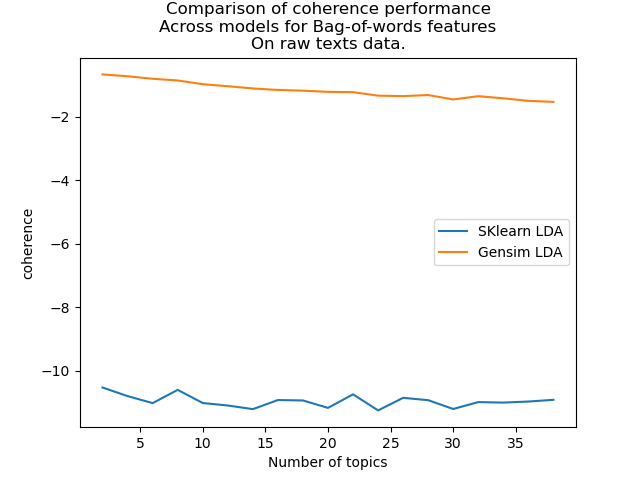 Comparison of coherence performance
Across models for Bag-of-words features
On raw texts data.
−2
−4
−6
−8
−10
coherence
SKlearn LDA
Gensim LDA
5 10 15 20 25 30 35
Number of topics